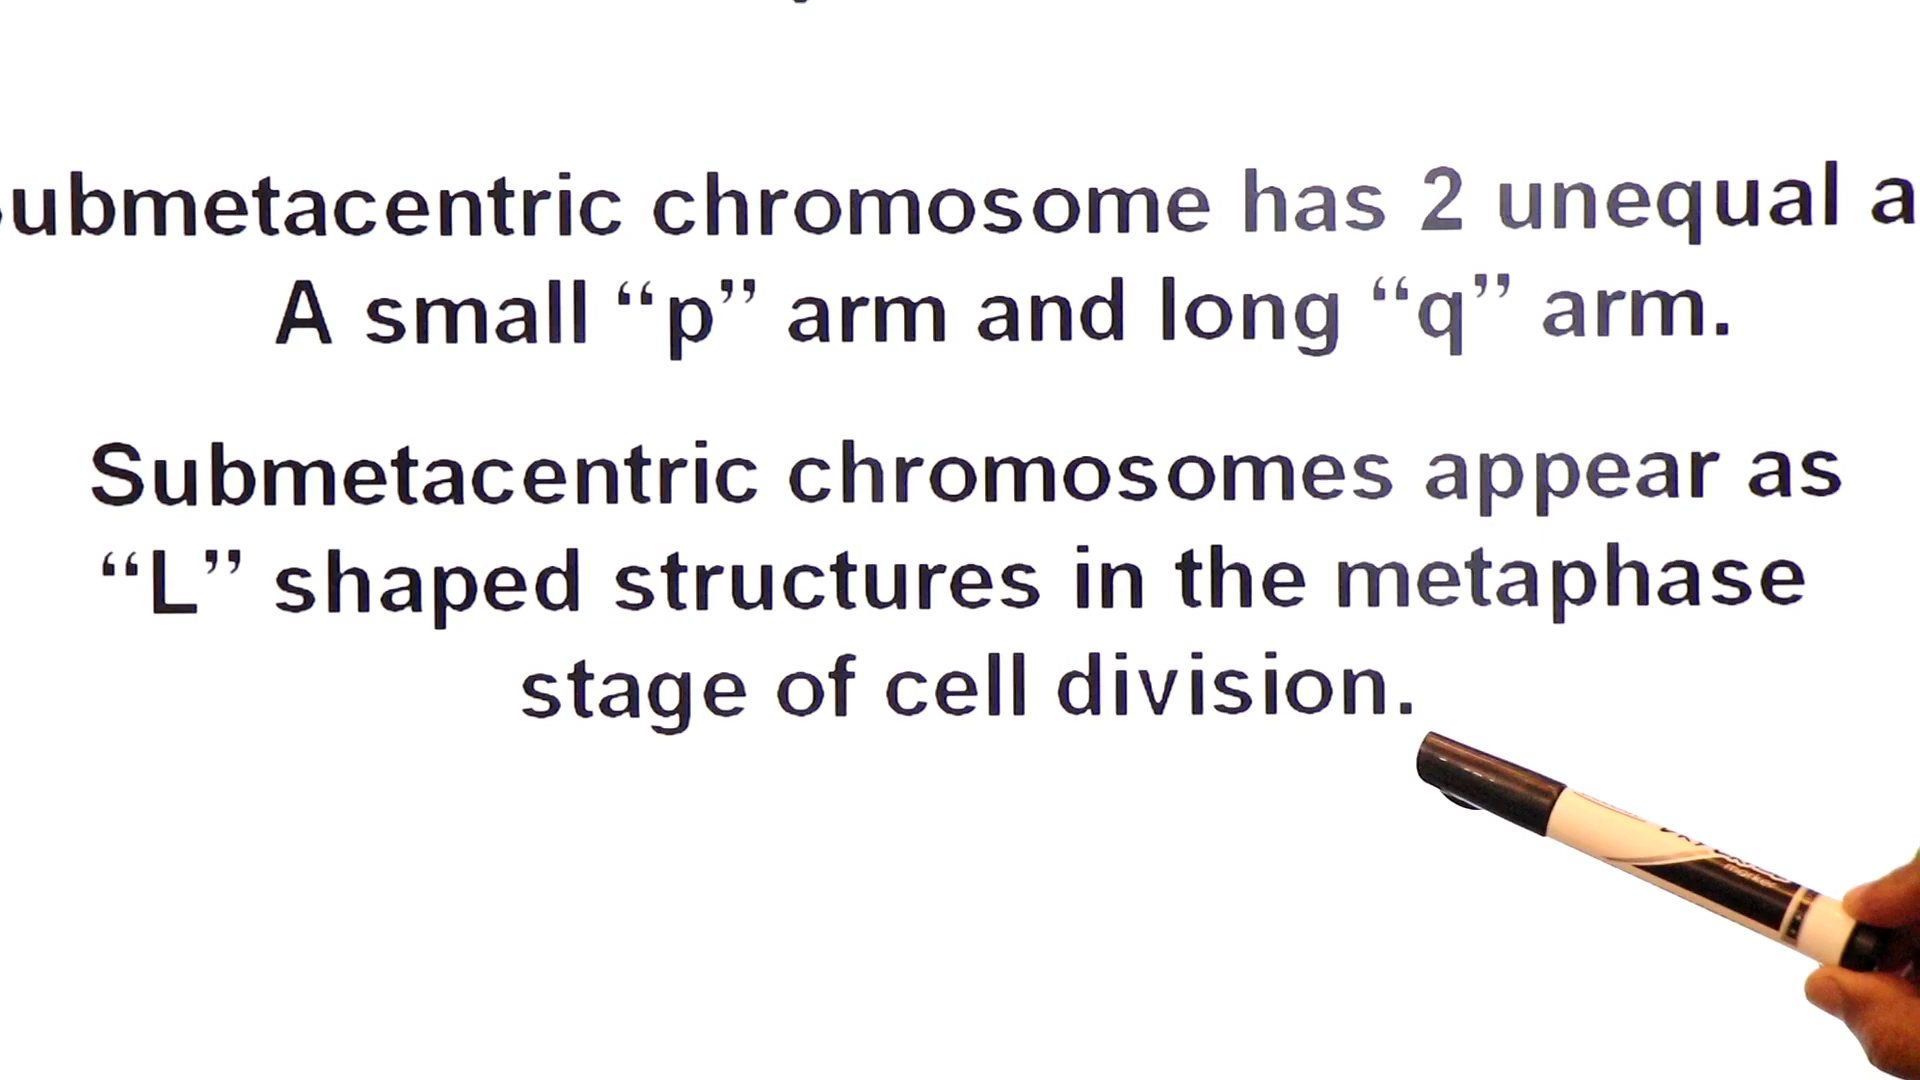 ubmetacentric chromosome has 2 unequal a
A small “p” arm and long “q” arm.
Submetacentric chromosomes appear as
“L” shaped structures in the metaphase
stage of cell division.
marker